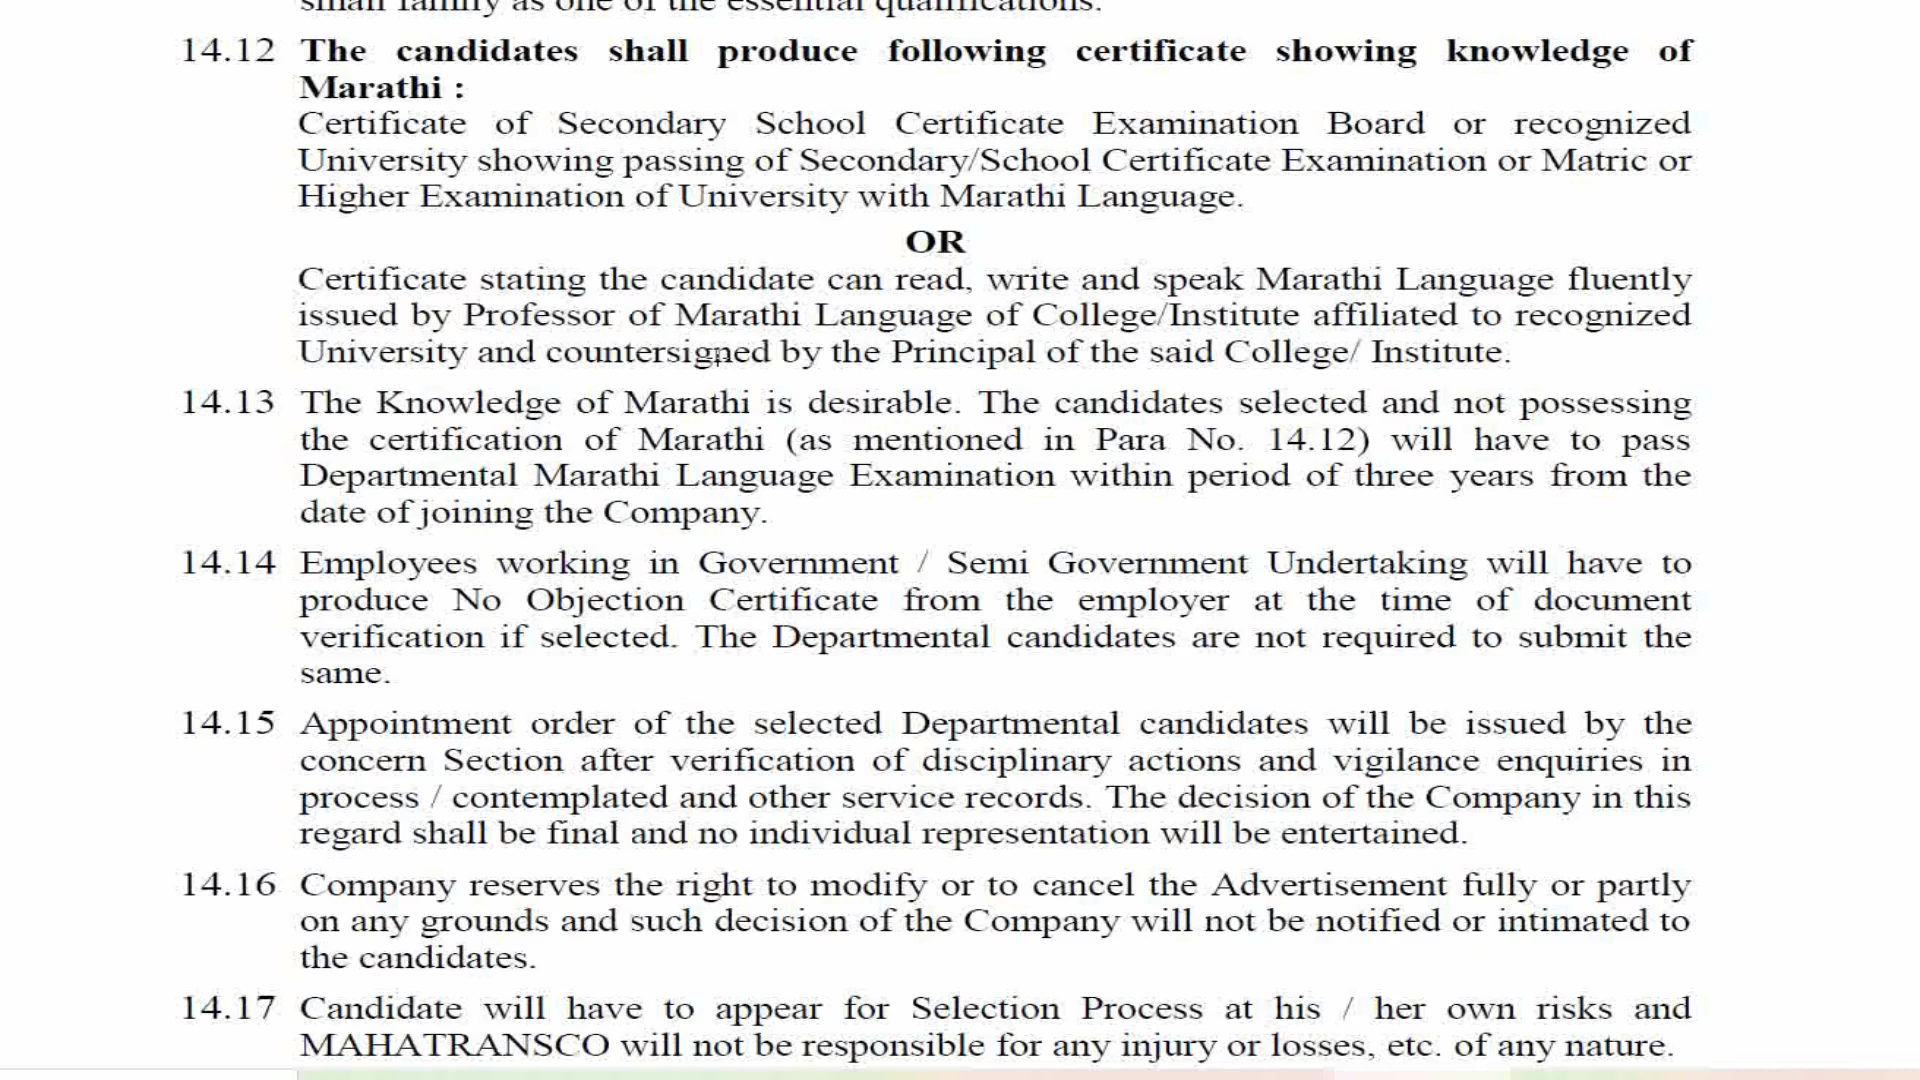 small family as one of the essential qualifications.
14.12 The candidates shall produce following certificate showing knowledge of
Marathi :
Certificate of Secondary School Certificate Examination Board or recognized
University showing passing of Secondary/School Certificate Examination or Matric or
Higher Examination of University with Marathi Language.
OR
Certificate stating the candidate can read, write and speak Marathi Language fluently
issued by Professor of Marathi Language of College/Institute affiliated to recognized
University and countersigned by the Principal of the said College/ Institute.
14.13 The Knowledge of Marathi is desirable. The candidates selected and not possessing
the certification of Marathi (as mentioned in Para No. 14.12) will have to pass
Departmental Marathi Language Examination within period of three years from the
date of joining the Company.
14.14 Employees working in Government / Semi Government Undertaking will have to
produce No Objection Certificate from the employer at the time of document
verification if selected. The Departmental candidates are not required to submit the
same.
14.15 Appointment order of the selected Departmental candidates will be issued by the
concern Section after verification of disciplinary actions and vigilance enquiries in
process / contemplated and other service records. The decision of the Company in this
regard shall be final and no individual representation will be entertained.
14.16 Company reserves the right to modify or to cancel the Advertisement fully or partly
on any grounds and such decision of the Company will not be notified or intimated to
the candidates.
14.17 Candidate will have to appear for Selection Process at his / her own risks and
MAHATRANSCO will not be responsible for any injury or losses, etc. of any nature.